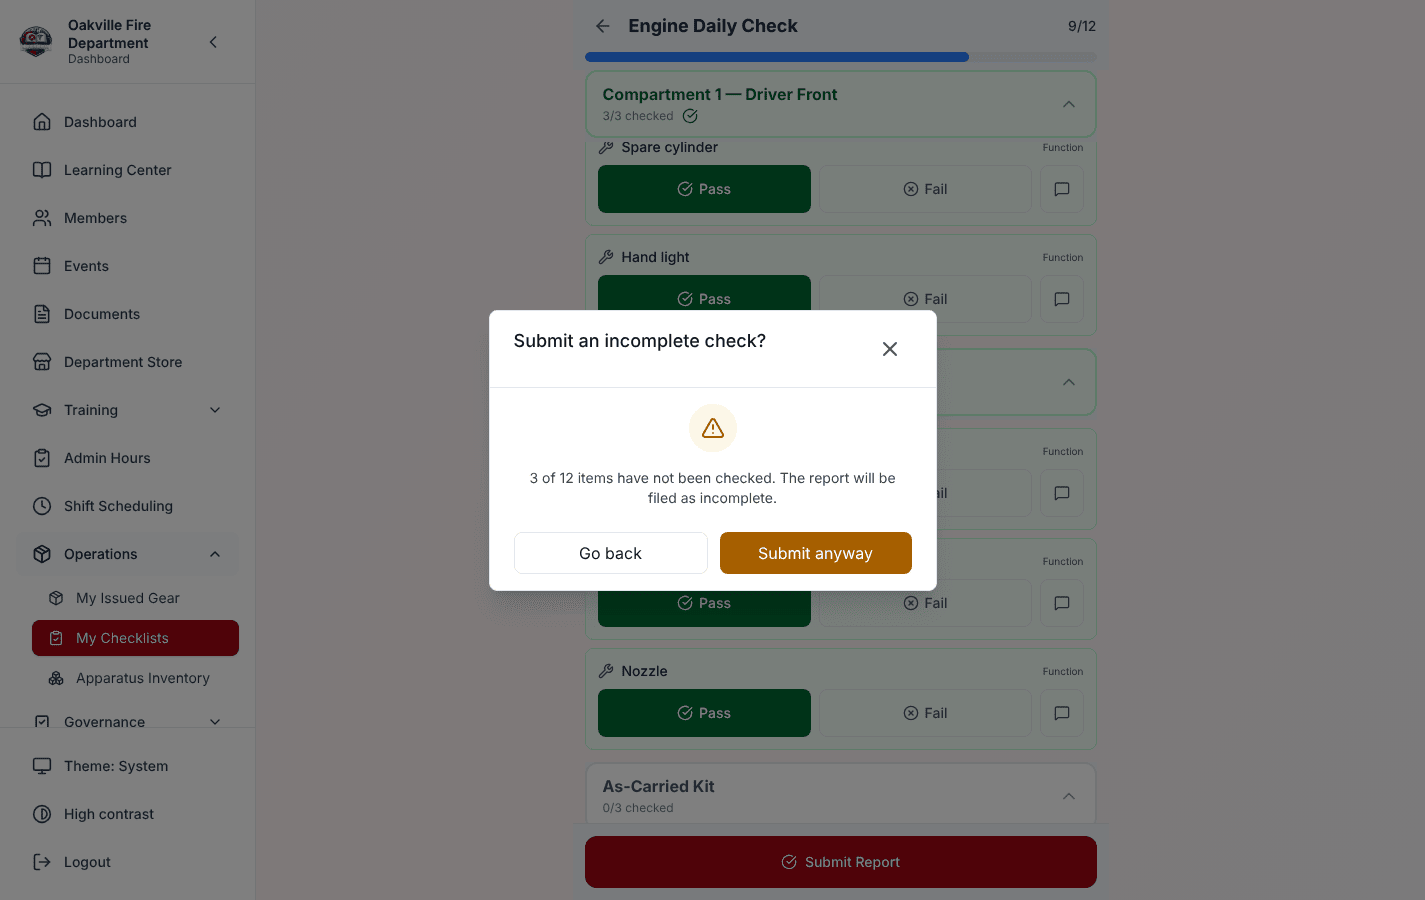 Oakville Fire
Department
Dashboard
Dashboard
Learning Center
Members
Events
Documents
Department Store
Training
Admin Hours
Shift Scheduling
Operations
My Issued Gear
My Checklists
Apparatus Inventory
Governance
Theme: System
High contrast
Logout
Engine Daily Check
9/12
Compartment 1 — Driver Front
3/3 checked
Spare cylinder
Function
Pass
Fail
Hand light
Function
Pass
Fail
Submit an incomplete check?
3 of 12 items have not been checked. The report will be
filed as incomplete.
Go back
Submit anyway
Function
Function
Pass
Fail
Nozzle
Function
Pass
Fail
As-Carried Kit
0/3 checked
Submit Report